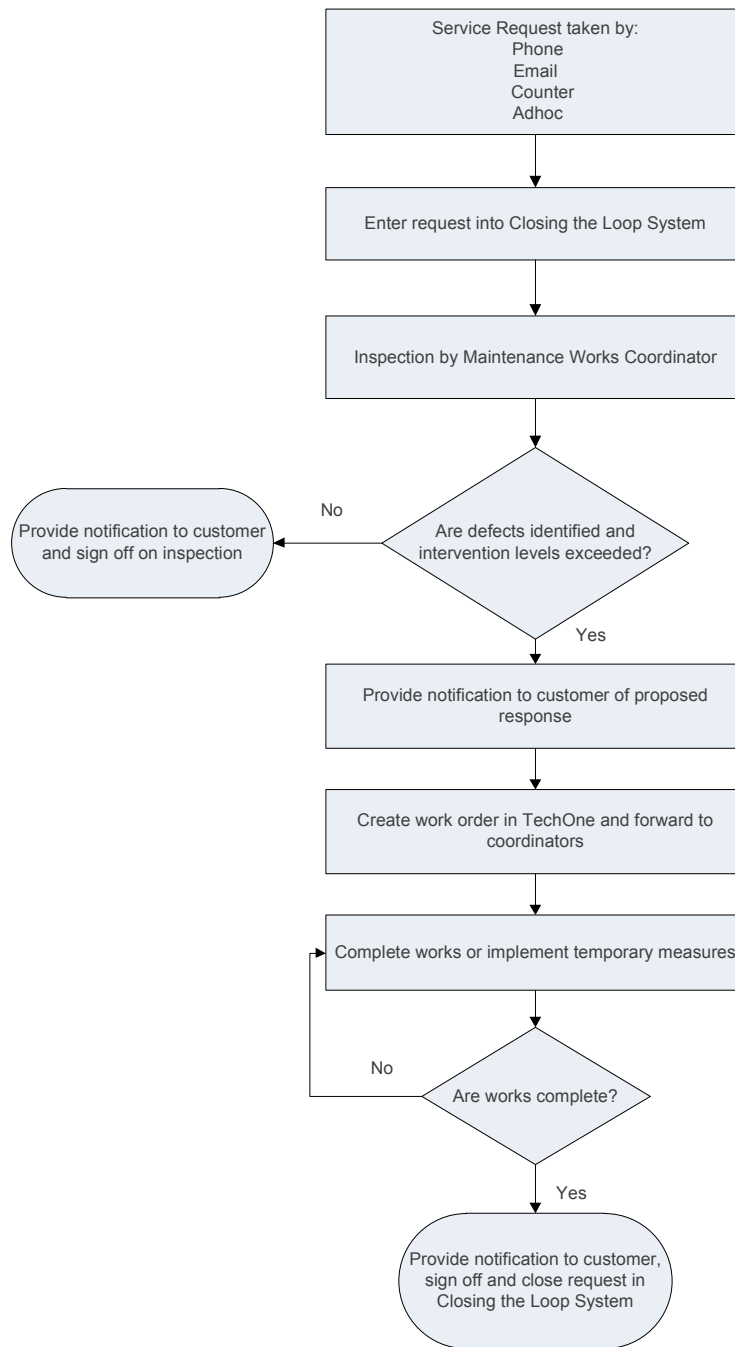 Service Request taken by:
Phone
Email
Counter
Adhoc
Enter request into Closing the Loop System
Inspection by Maintenance Works Coordinator
Are defects identified and
intervention levels exceeded?
No
Provide notification to customer
and sign off on inspection
Yes
Provide notification to customer of proposed
response
Create work order in TechOne and forward to
coordinators
Complete works or implement temporary measures
Are works complete?
No
Yes
Provide notification to customer,
sign off and close request in
Closing the Loop System